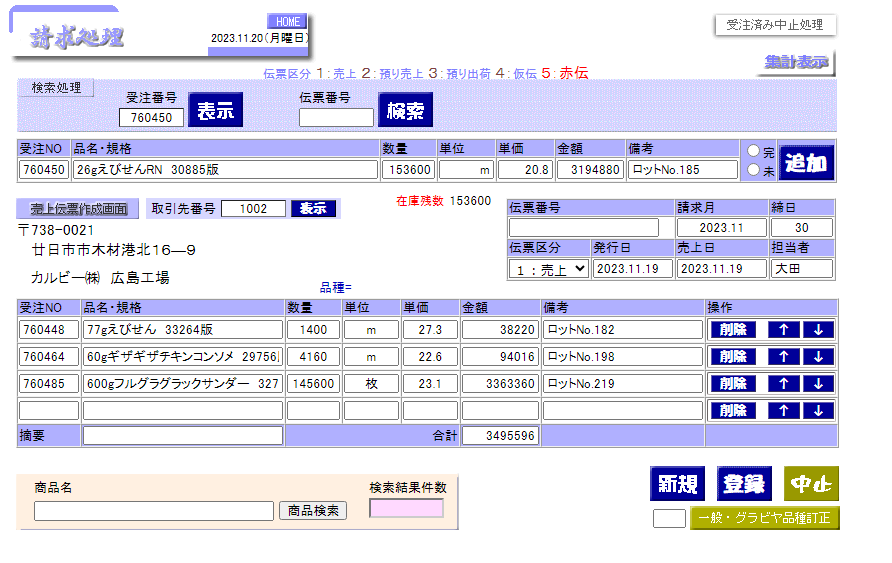 請求処理
HOME
2023.11.20(月曜日)
受注済み中止処理
集計表示
伝票区分 1:売上 2:預り売上 3:預り出荷 4:仮伝 5:赤伝
検索処理
受注番号
760450
表示
伝票番号
検索
受注NO 品名・規格 数量 単位 単価 金額 備考
760450 26gえびせんRN 30885版 153600 m 20.8 3194880 ロットNo.185
完
未
追加
在庫残数 153600
売上伝票作成画面 取引先番号 1002 表示
〒738-0021
廿日市市木材港北16―9
カルビー㈱ 広島工場
品種=
伝票番号 請求月 締日
2023.11 30
伝票区分 発行日 売上日 担当者
1:売上 2023.11.19 2023.11.19 大田
受注NO 品名・規格 数量 単位 単価 金額 備考 操作
760448 77gえびせん 33264版 1400 m 27.3 38220 ロットNo.182 削除 ↑ ↓
760464 60gギザギザチキンコンソメ 29756 4160 m 22.6 94016 ロットNo.198 削除 ↑ ↓
760485 600gフルグラグラックサンダー 327 145600 枚 23.1 3363360 ロットNo.219 削除 ↑ ↓
削除 ↑ ↓
摘要 合計 3495596
商品名
商品検索
検索結果件数
新規 登録 中止
一般・グラビヤ品種訂正